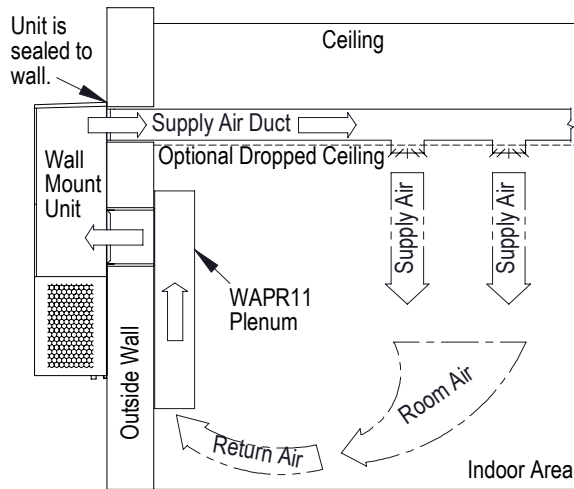 Unit is
sealed to
wall.
Ceiling
Supply Air Duct
Optional Dropped Ceiling
Wall
Mount
Unit
Supply Air
Supply Air
WAPR11
Plenum
Outside Wall
Room Air
Return Air
Indoor Area